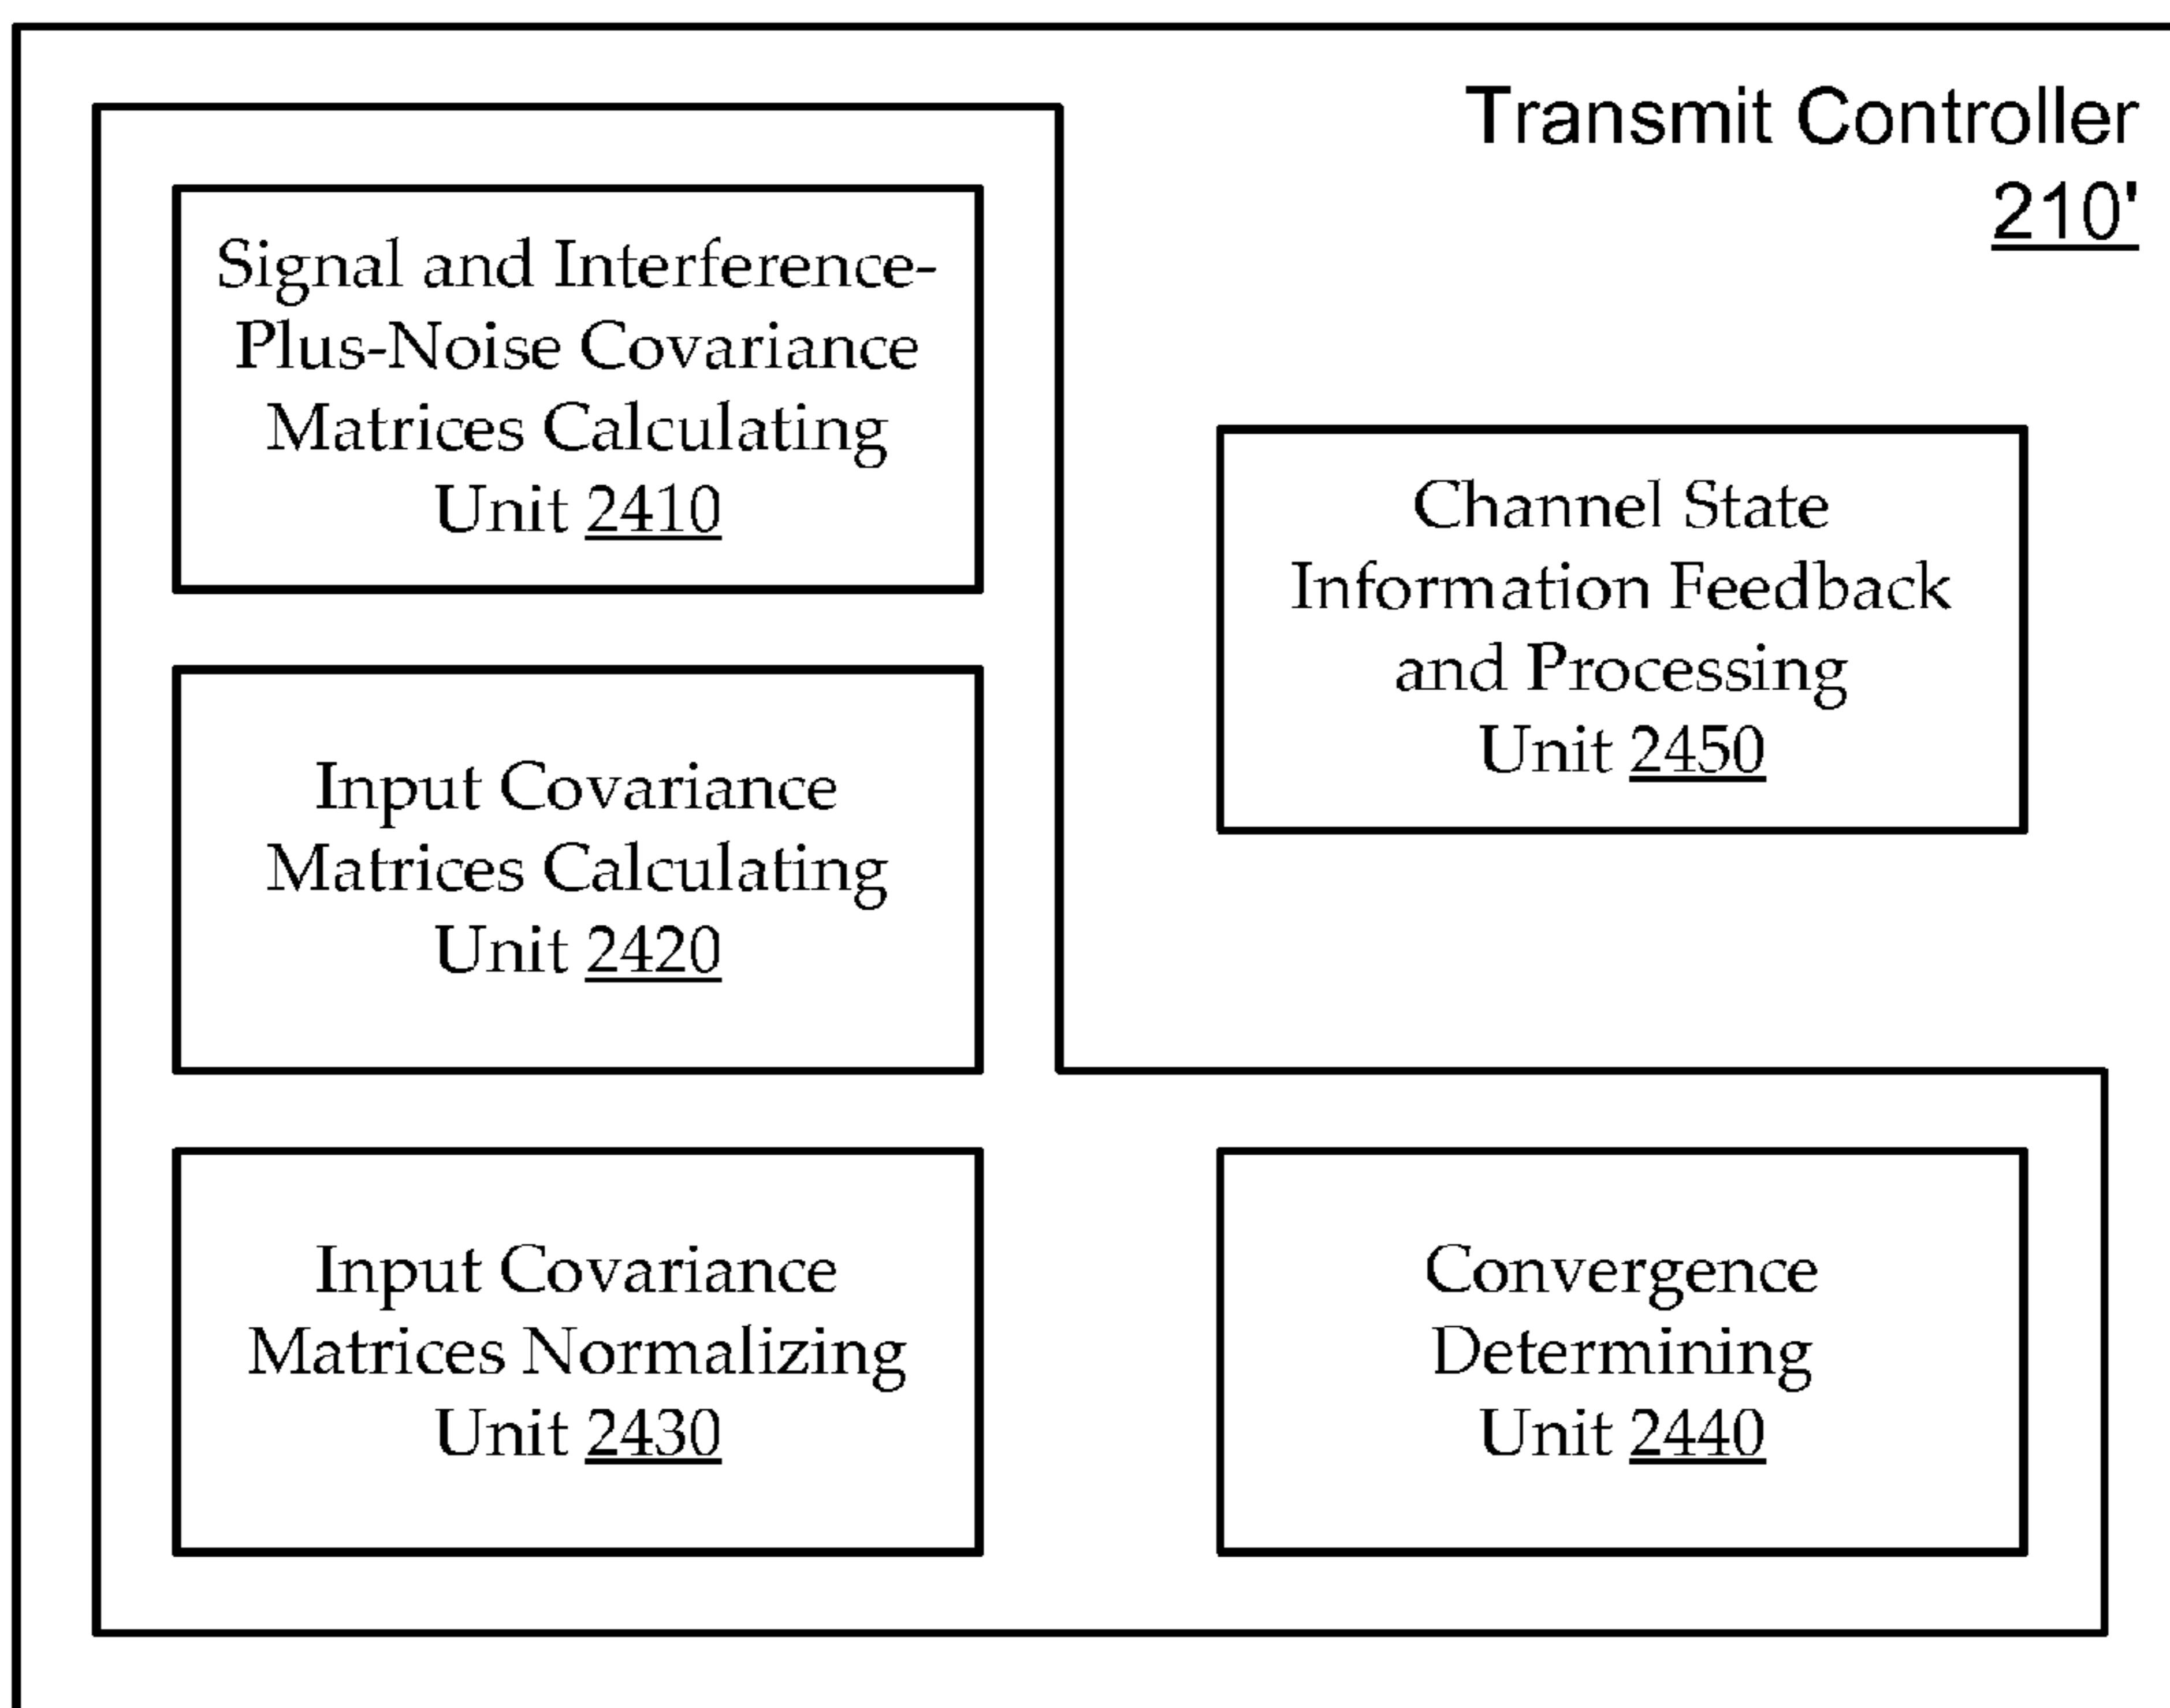 Transmit Controller
210'
Signal and Interference-
Plus-Noise Covariance
Matrices Calculating
Unit 2410
Channel State
Information Feedback
and Processing
Unit 2450
Input Covariance
Matrices Calculating
Unit 2420
Input Covariance
Matrices Normalizing
Unit 2430
Convergence
Determining
Unit 2440